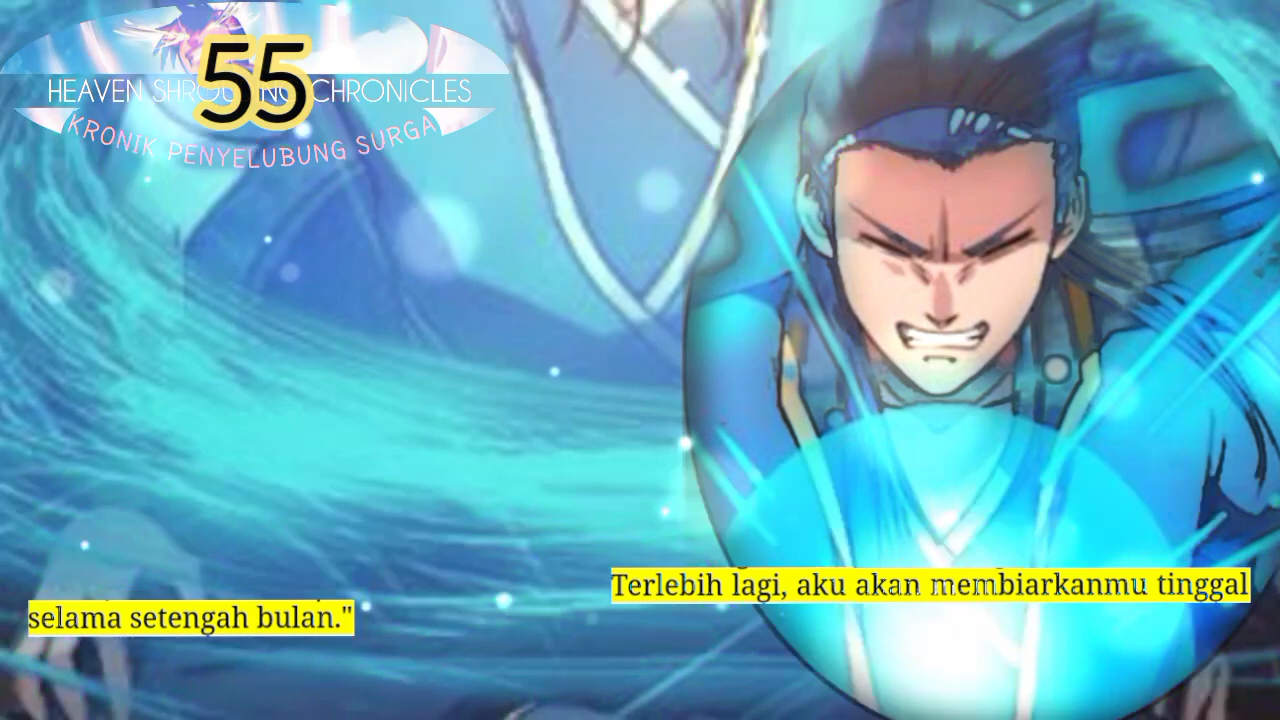 55
HEAVEN SHROUDING CHRONICLES
KRONIK PENYELUBUNG SURGA
Terlebih lagi, aku akan membiarkanmu tinggal
selama setengah bulan."